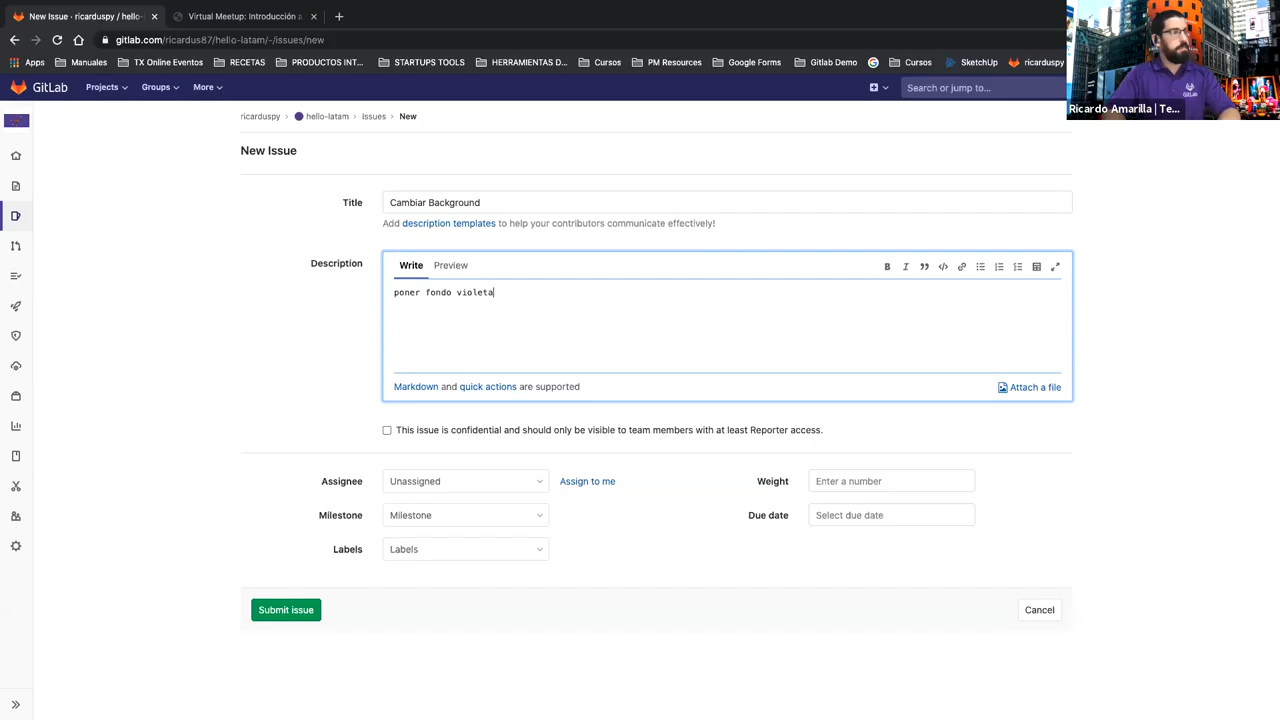 New Issue · ricarduspy / hello-
Virtual Meetup: Introducción a
gitlab.com/ricardus87/hello-latam/-/issues/new
Apps
Manuales
TX Online Eventos
RECETAS
PRODUCTOS INT...
STARTUPS TOOLS
HERRAMIENTAS D...
Cursos
PM Resources
Google Forms
Gitlab Demo
Cursos
SketchUp
ricarduspy
GitLab
Projects
Groups
More
Search or jump to...
GitLab
Ricardo Amarilla | Te...
ricarduspy > hello-latam > Issues > New
New Issue
Title
Cambiar Background
Add description templates to help your contributors communicate effectively!
Description
Write
Preview
poner fondo violeta
Markdown and quick actions are supported
Attach a file
This issue is confidential and should only be visible to team members with at least Reporter access.
Assignee
Unassigned
Assign to me
Weight
Enter a number
Milestone
Milestone
Due date
Select due date
Labels
Labels
Submit issue
Cancel